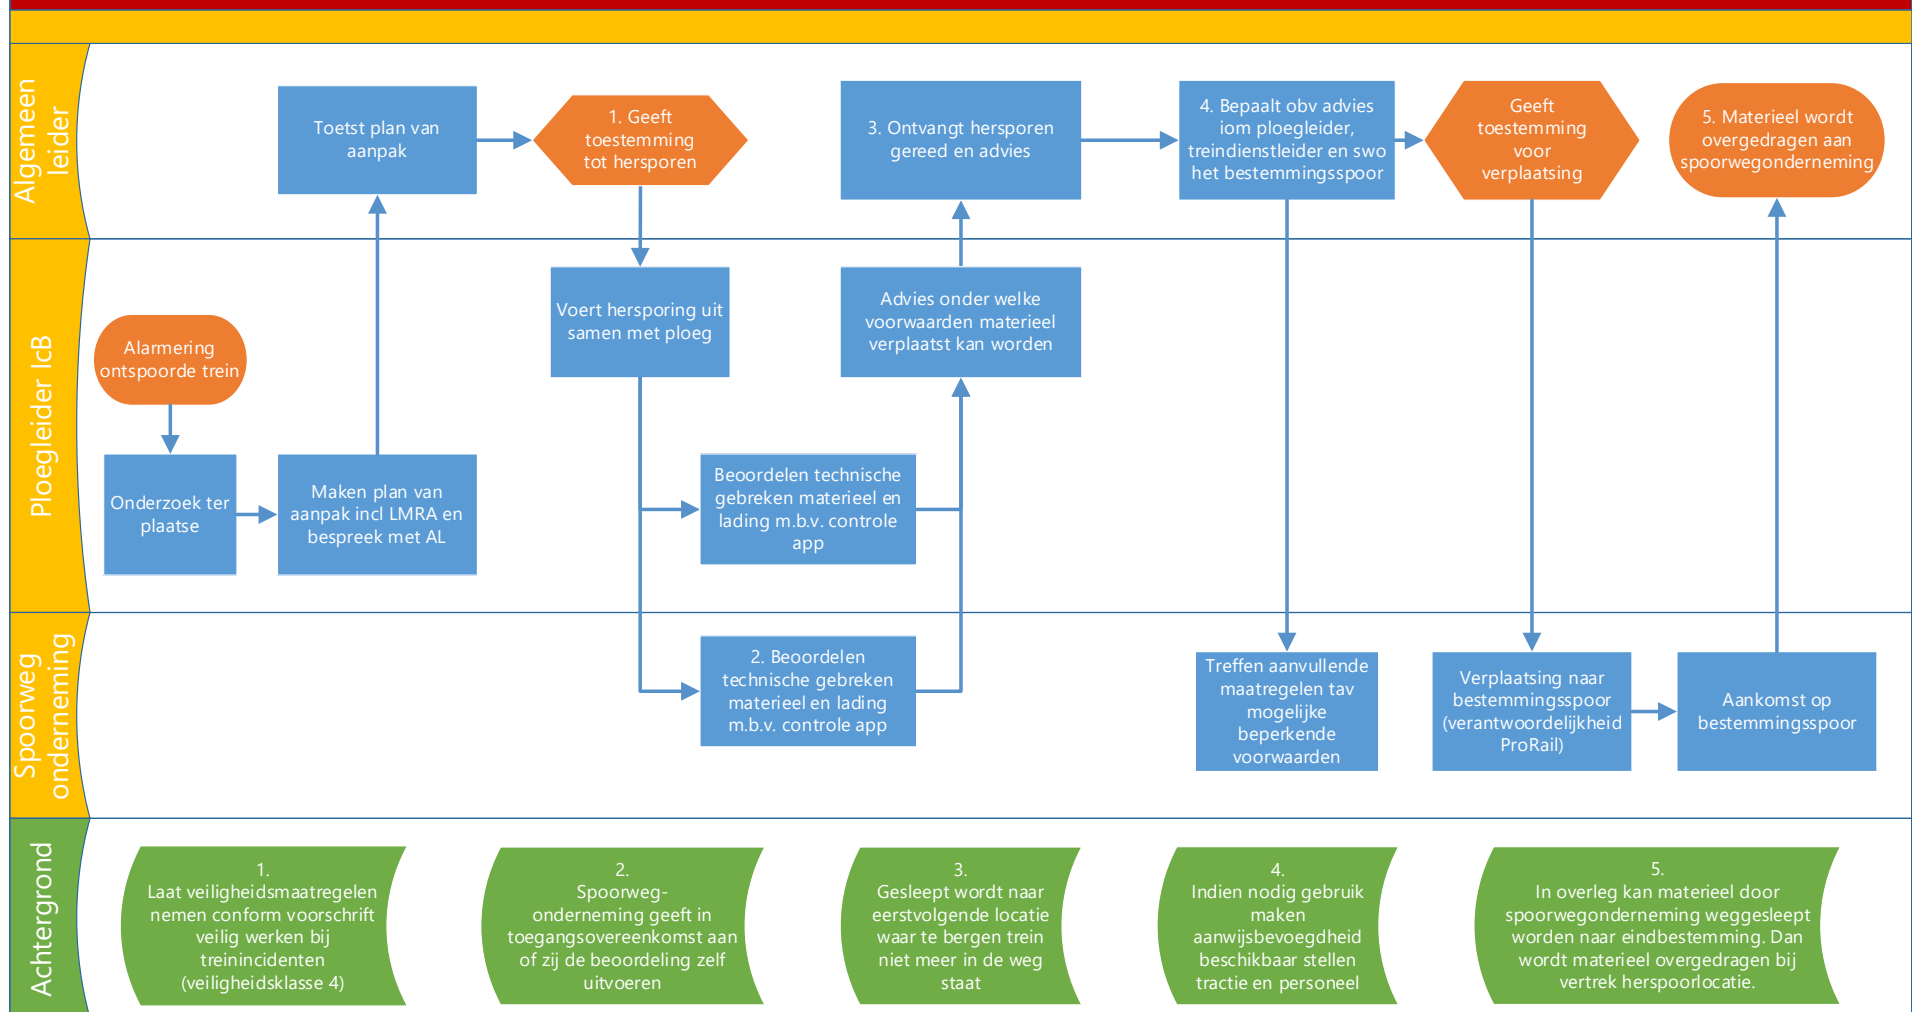 Algemeen
leider
Toetst plan van
aanpak
1. Geeft
toestemming
tot hersporen
3. Ontvangt hersporen
gereed en advies
4. Bepaalt obv advies
iom ploegleider,
treindienstleider en swo
het bestemmingsspoor
Geeft
toestemming
voor
verplaatsing
5. Materieel wordt
overgedragen aan
spoorwegonderneming
Ploegleider IcB
Alarmering
ontspoorde trein
Onderzoek ter
plaatse
Maken plan van
aanpak incl LMRA en
bespreek met AL
Voert hersporing uit
samen met ploeg
Beoordelen technische
gebreken materieel en
lading m.b.v. controle
app
Advies onder welke
voorwaarden materieel
verplaatst kan worden
Spoorweg
onderneming
2. Beoordelen
technische gebreken
materieel en lading
m.b.v. controle app
Treffen aanvullende
maatregelen tav
mogelijke
beperkende
voorwaarden
Verplaatsing naar
bestemmingsspoor
(verantwoordelijkheid
ProRail)
Aankomst op
bestemmingsspoor
Achtergrond
1.
Laat veiligheidsmaatregelen
nemen conform voorschrift
veilig werken bij
treinincidenten
(veiligheidsklasse 4)
2.
Spoorweg-
onderneming geeft in
toegangsovereenkomst aan
of zij de beoordeling zelf
uitvoeren
3.
Gesleept wordt naar
eerstvolgende locatie
waar te bergen trein
niet meer in de weg
staat
4.
Indien nodig gebruik
maken
aanwijsbevoegdheid
beschikbaar stellen
tractie en personeel
5.
In overleg kan materieel door
spoorwegonderneming weggesleept
worden naar eindbestemming. Dan
wordt materieel overgedragen bij
vertrek herspoorlocatie.